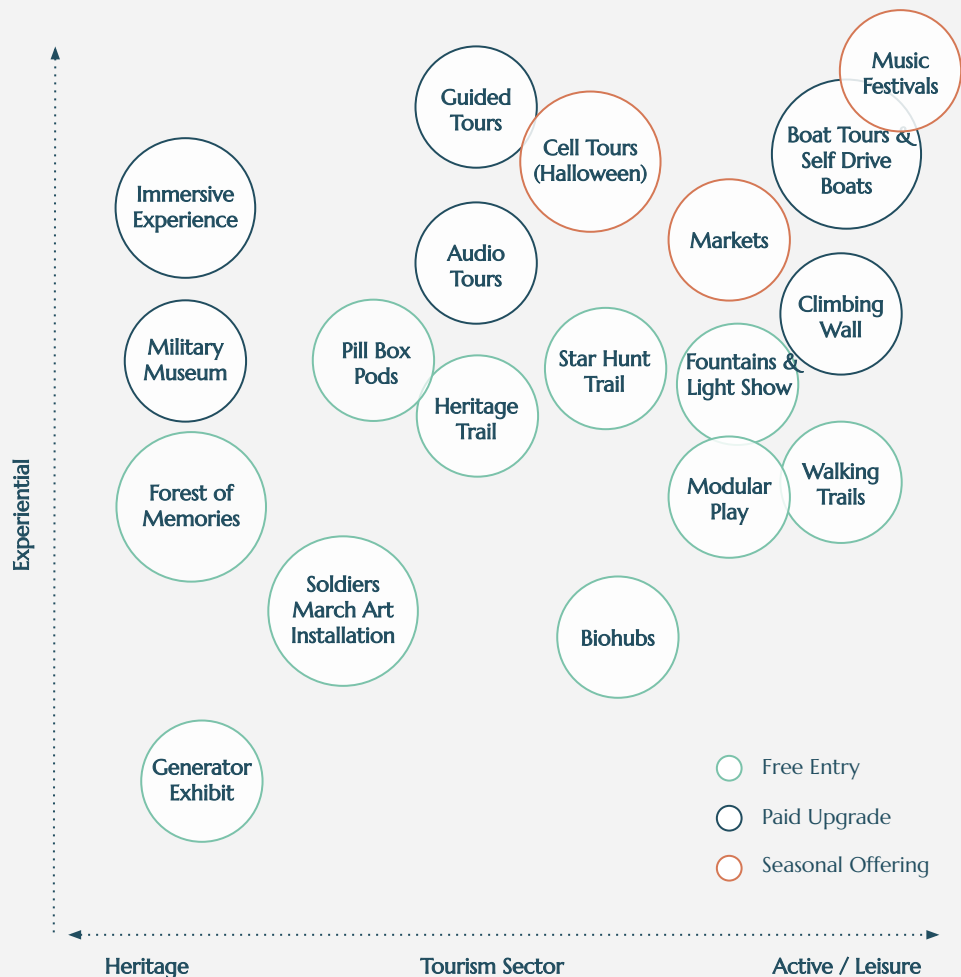 Music
Festivals
Guided
Tours
Boat Tours &
Self Drive
Boats
Cell Tours
(Halloween)
Immersive
Experience
Markets
Audio
Tours
Climbing
Wall
Military
Museum
Pill Box
Pods
Star Hunt
Trail
Fountains &
Light Show
Heritage
Trail
Walking
Trails
Modular
Play
Forest of
Memories
Experiential
Soldiers
March Art
Installation
Biohubs
Generator
Exhibit
Free Entry
Paid Upgrade
Seasonal Offering
Heritage
Tourism Sector
Active / Leisure